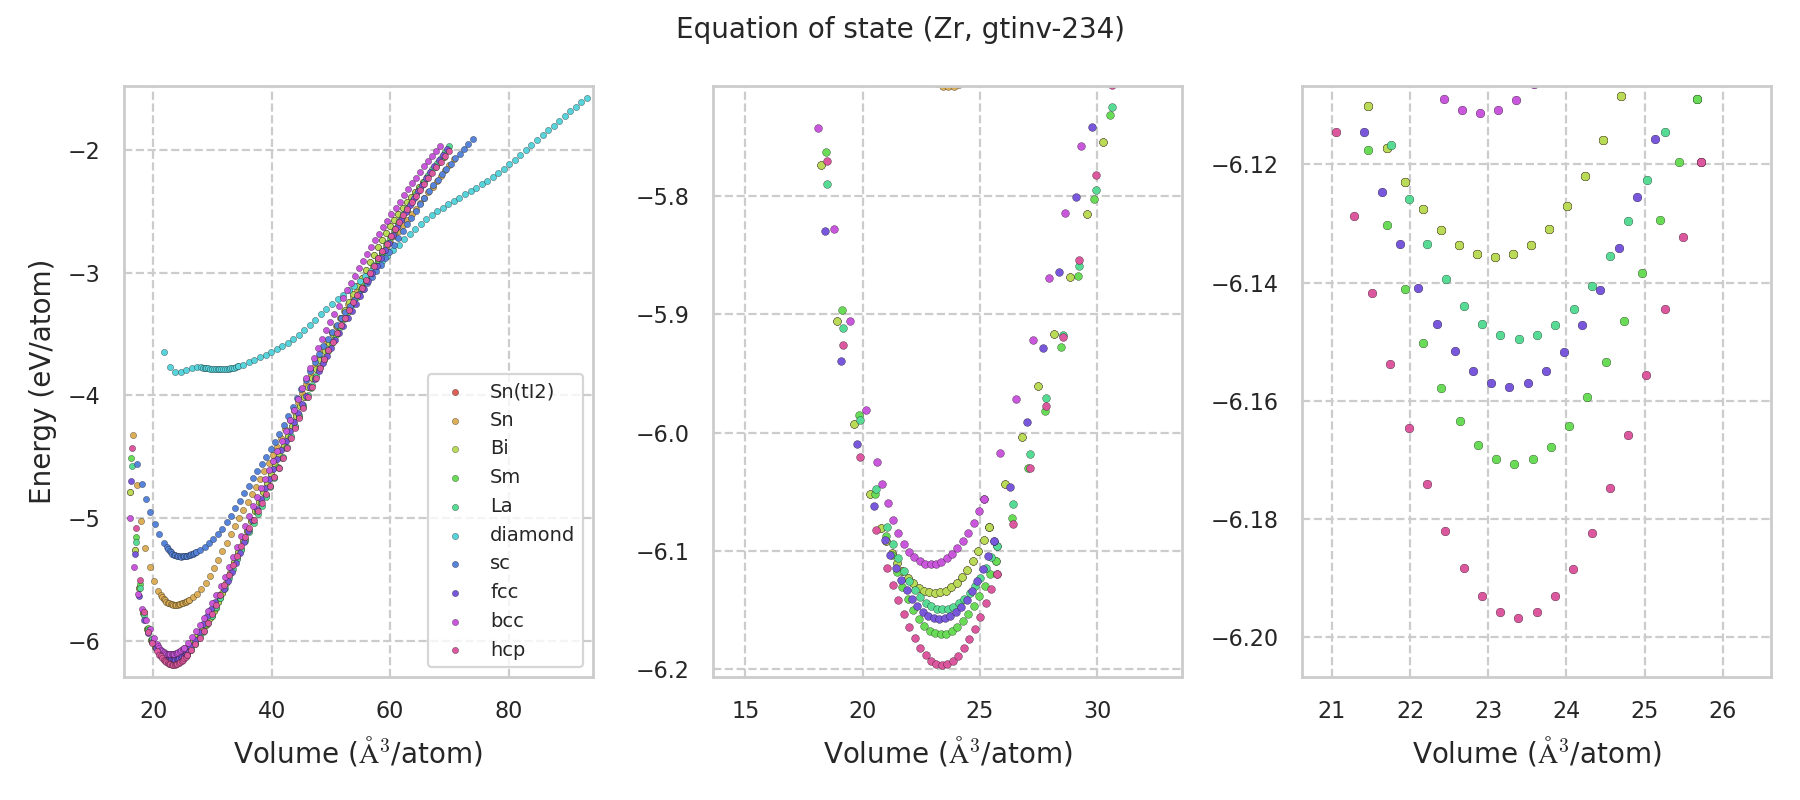 Equation of state (Zr, gtinv-234)
Energy (eV/atom)
−2
−3
−4
−5
−6
20 40 60 80
Volume (Å³/atom)
Sn(tI2)
Sn
Bi
Sm
La
diamond
sc
fcc
bcc
hcp
−5.8
−5.9
−6.0
−6.1
−6.2
15 20 25 30
Volume (Å³/atom)
−6.12
−6.14
−6.16
−6.18
−6.20
21 22 23 24 25 26
Volume (Å³/atom)